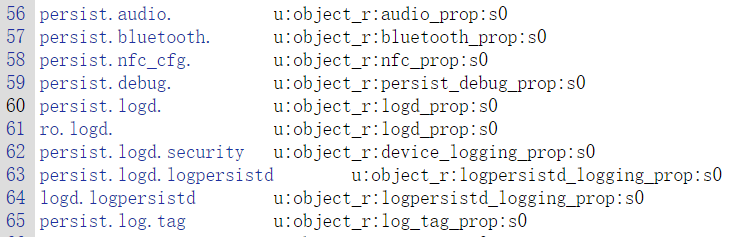 56 persist.audio. u:object_r:audio_prop:s0
57 persist.bluetooth. u:object_r:bluetooth_prop:s0
58 persist.nfc_cfg. u:object_r:nfc_prop:s0
59 persist.debug. u:object_r:persist_debug_prop:s0
60 persist.logd. u:object_r:logd_prop:s0
61 ro.logd. u:object_r:logd_prop:s0
62 persist.logd.security u:object_r:device_logging_prop:s0
63 persist.logd.logpersistd u:object_r:logpersistd_logging_prop:s0
64 logd.logpersistd u:object_r:logpersistd_logging_prop:s0
65 persist.log.tag u:object_r:log_tag_prop:s0